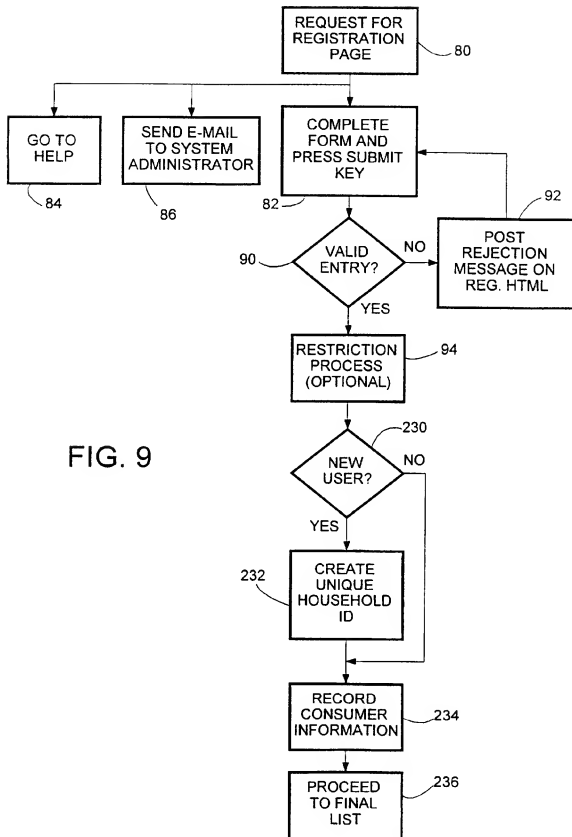 REQUEST FOR
REGISTRATION
PAGE
80
GO TO
HELP
84
SEND E-MAIL
TO SYSTEM
ADMINISTRATOR
86
COMPLETE
FORM AND
PRESS SUBMIT
KEY
82
92
POST
REJECTION
MESSAGE ON
REG. HTML
90
VALID
ENTRY?
NO
YES
RESTRICTION
PROCESS
(OPTIONAL)
94
FIG. 9
230
NEW
USER?
NO
YES
232
CREATE
UNIQUE
HOUSEHOLD
ID
RECORD
CONSUMER
INFORMATION
234
PROCEED
TO FINAL
LIST
236